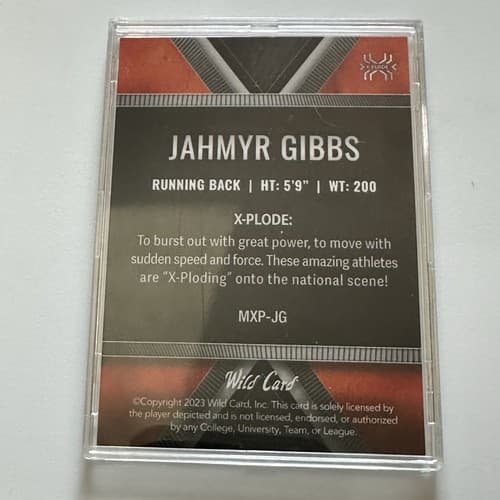 X-PLODE
JAHMYR GIBBS
RUNNING BACK | HT: 5'9" | WT: 200
X-PLODE:
To burst out with great power, to move with
sudden speed and force. These amazing athletes
are "X-Ploding" onto the national scene!
MXP-JG
Wild Card
©Copyright 2023 Wild Card, Inc. This card is solely licensed by
the player depicted and is not licensed, endorsed, or authorized
by any College, University, Team, or League.